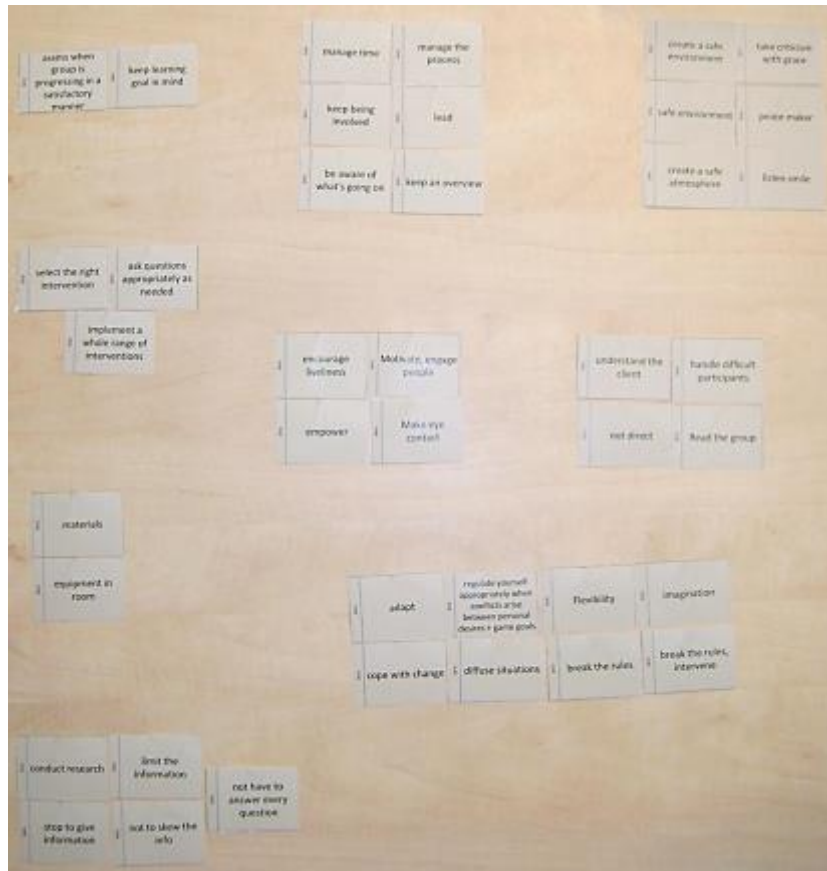 assess when
group is
progressing in a
satisfactory
manner
keep learning
goal in mind
manage time
manage the
process
keep being
involved
lead
be aware of
what's going on
keep an overview
create a safe
environment
take criticism
with grace
safe environment
peace maker
create a safe
atmosphere
listen smile
select the right
intervention
ask questions
appropriately as
needed
implement a
whole range of
interventions
encourage
liveliness
Motivate, engage
people
empower
Make eye
contact
understand the
client
handle difficult
participants
not direct
Read the group
materials
equipment in
room
adapt
regulate yourself
appropriately when
conflicts arise
between personal
desires + game goals
Flexibility
imagination
cope with change
diffuse situations
break the rules
break the rules,
intervene
conduct research
limit the
information
not have to
answer every
question
stop to give
information
not to skew the
info